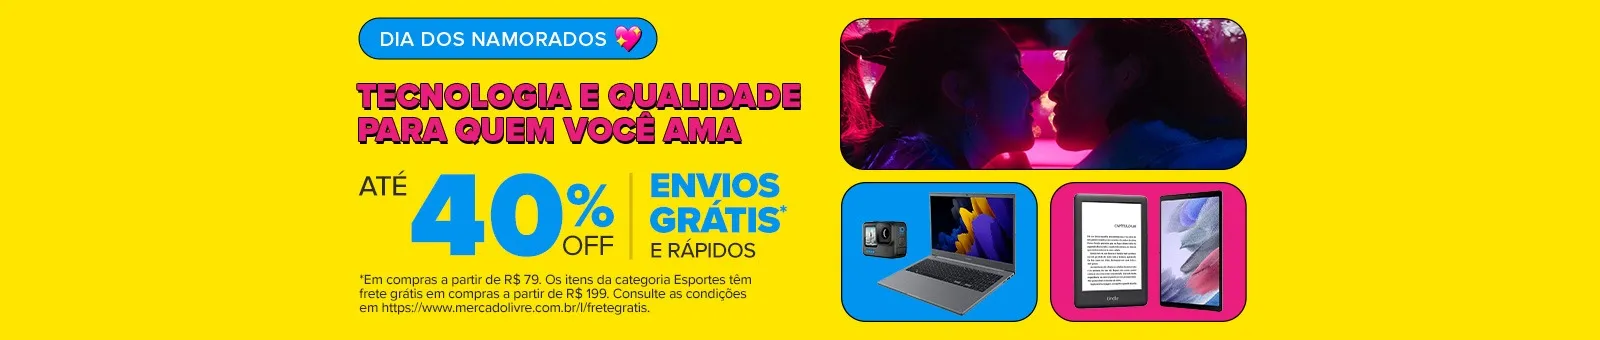 DIA DOS NAMORADOS
TECNOLOGIA E QUALIDADE
PARA QUEM VOCÊ AMA
ATÉ 40% OFF
ENVIOS
GRÁTIS*
E RÁPIDOS
*Em compras a partir de R$ 79. Os itens da categoria Esportes têm
frete grátis em compras a partir de R$ 199. Consulte as condições
em https://www.mercadolivre.com.br/l/fretegratis.